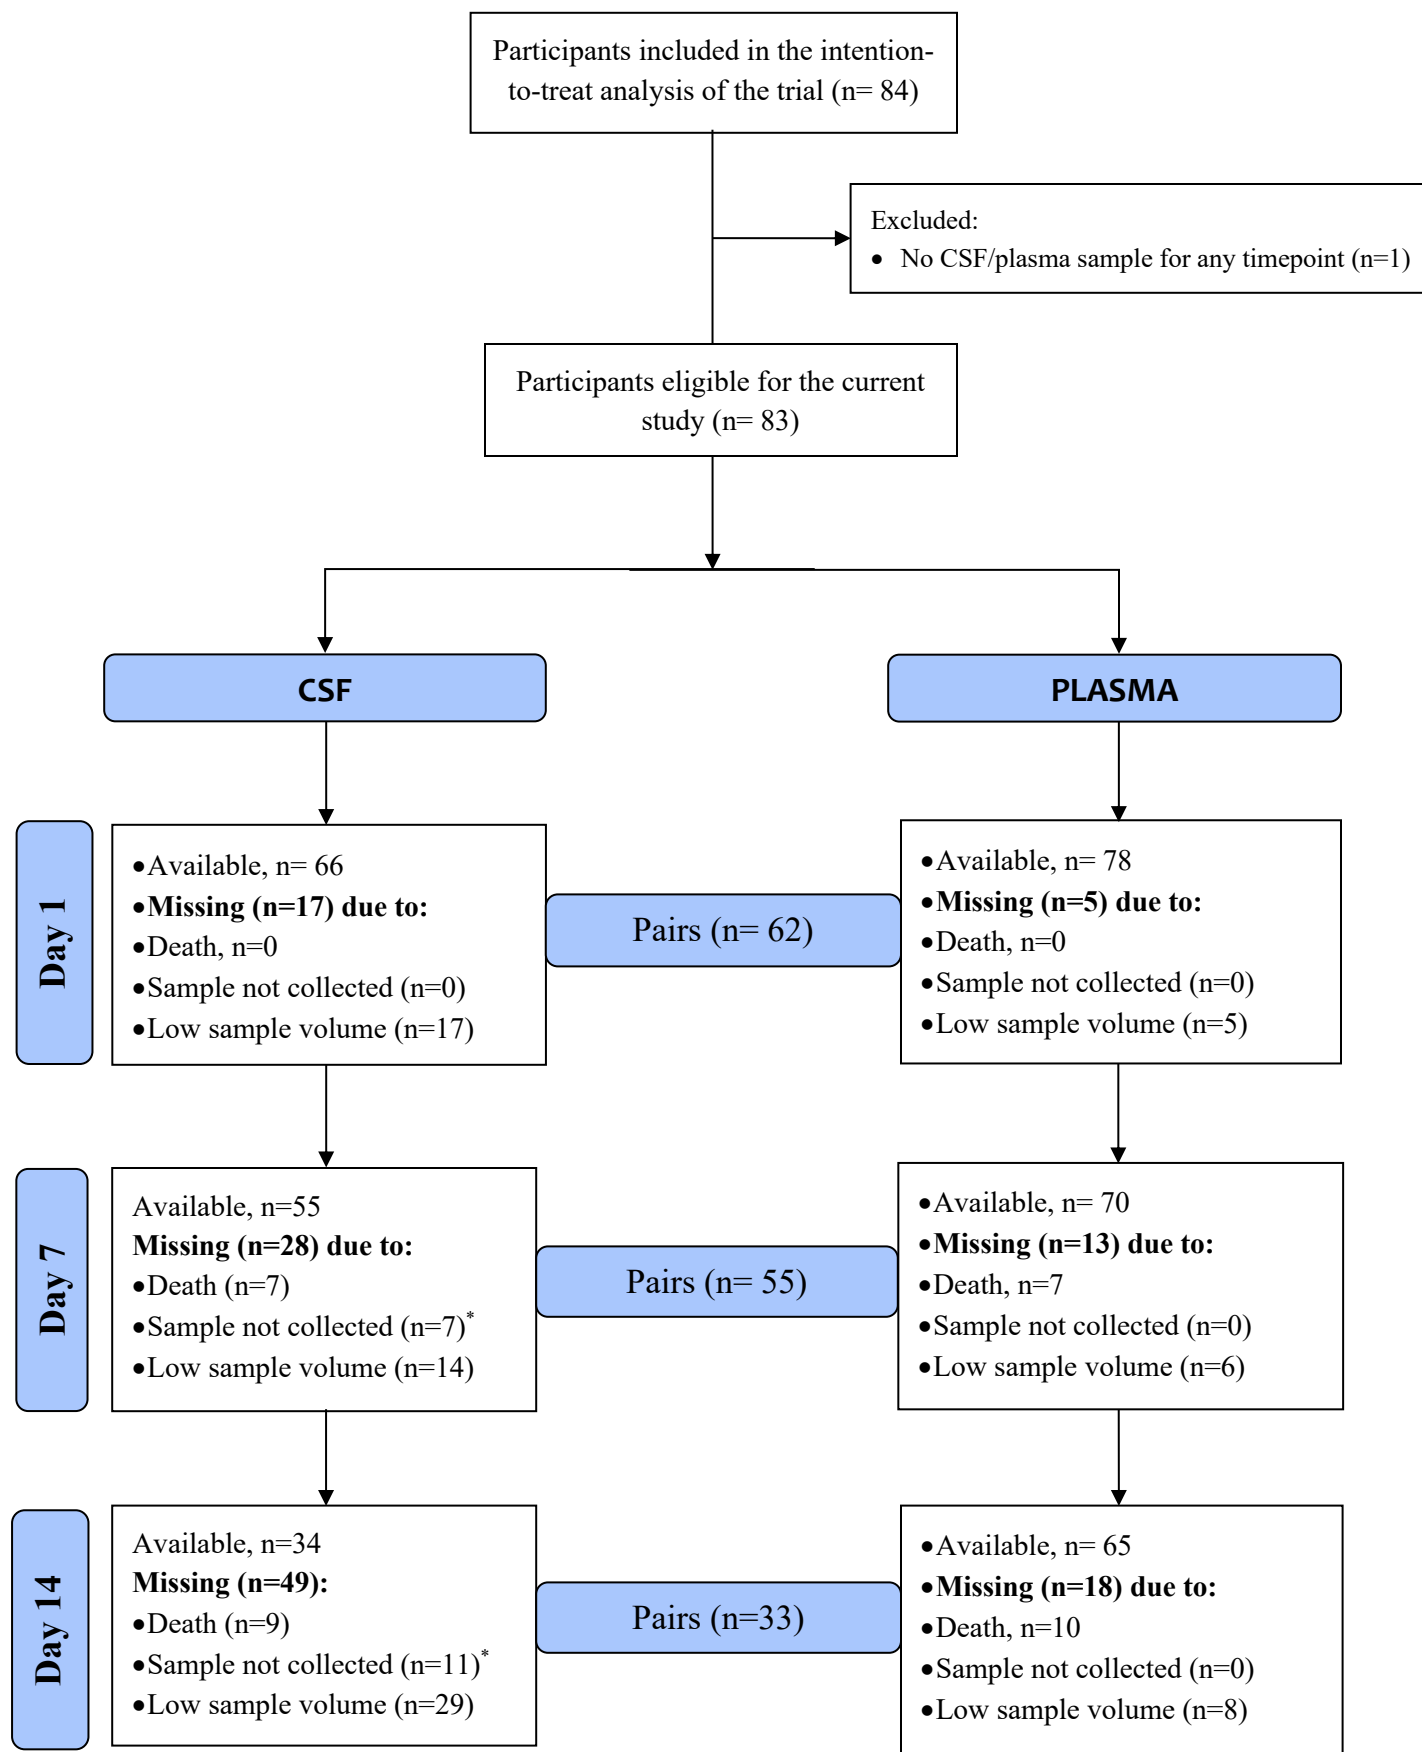 Participants included in the intention-
to-treat analysis of the trial (n= 84)
Excluded:
• No CSF/plasma sample for any timepoint (n=1)
Participants eligible for the current
study (n= 83)
CSF
PLASMA
Day 1
•Available, n= 66
•Missing (n=17) due to:
•Death, n=0
•Sample not collected (n=0)
•Low sample volume (n=17)
Pairs (n= 62)
•Available, n= 78
•Missing (n=5) due to:
•Death, n=0
•Sample not collected (n=0)
•Low sample volume (n=5)
Day 7
Available, n=55
Missing (n=28) due to:
•Death (n=7)
•Sample not collected (n=7)*
•Low sample volume (n=14)
Pairs (n= 55)
•Available, n= 70
•Missing (n=13) due to:
•Death, n=7
•Sample not collected (n=0)
•Low sample volume (n=6)
Day 14
Available, n=34
Missing (n=49):
•Death (n=9)
•Sample not collected (n=11)*
•Low sample volume (n=29)
Pairs (n=33)
•Available, n= 65
•Missing (n=18) due to:
•Death, n=10
•Sample not collected (n=0)
•Low sample volume (n=8)